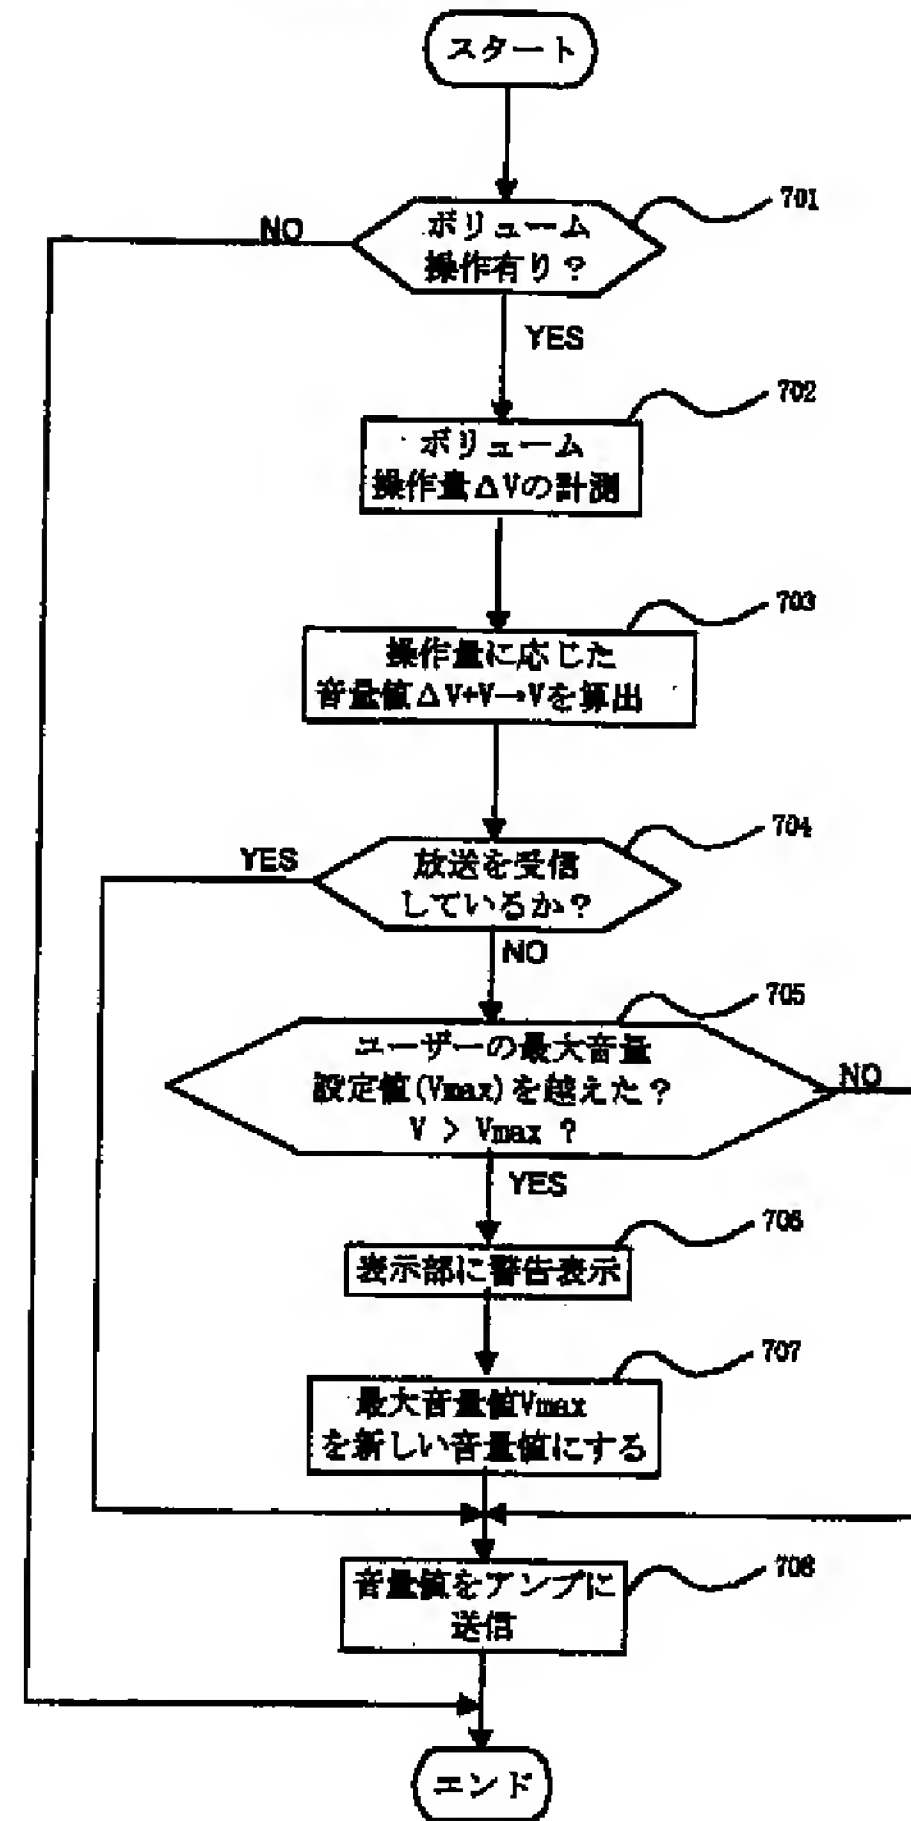 スタート
701
NO
ボリューム
操作有り？
YES
702
ボリューム
操作量ΔVの計測
703
操作量に応じた
音量値ΔV+V→Vを算出
704
YES
放送を受信
しているか？
NO
705
ユーザーの最大音量
設定値(Vmax)を越えた？
V > Vmax ?
NO
YES
706
表示部に警告表示
707
最大音量値Vmax
を新しい音量値にする
708
音量値をアンプに
送信
エンド